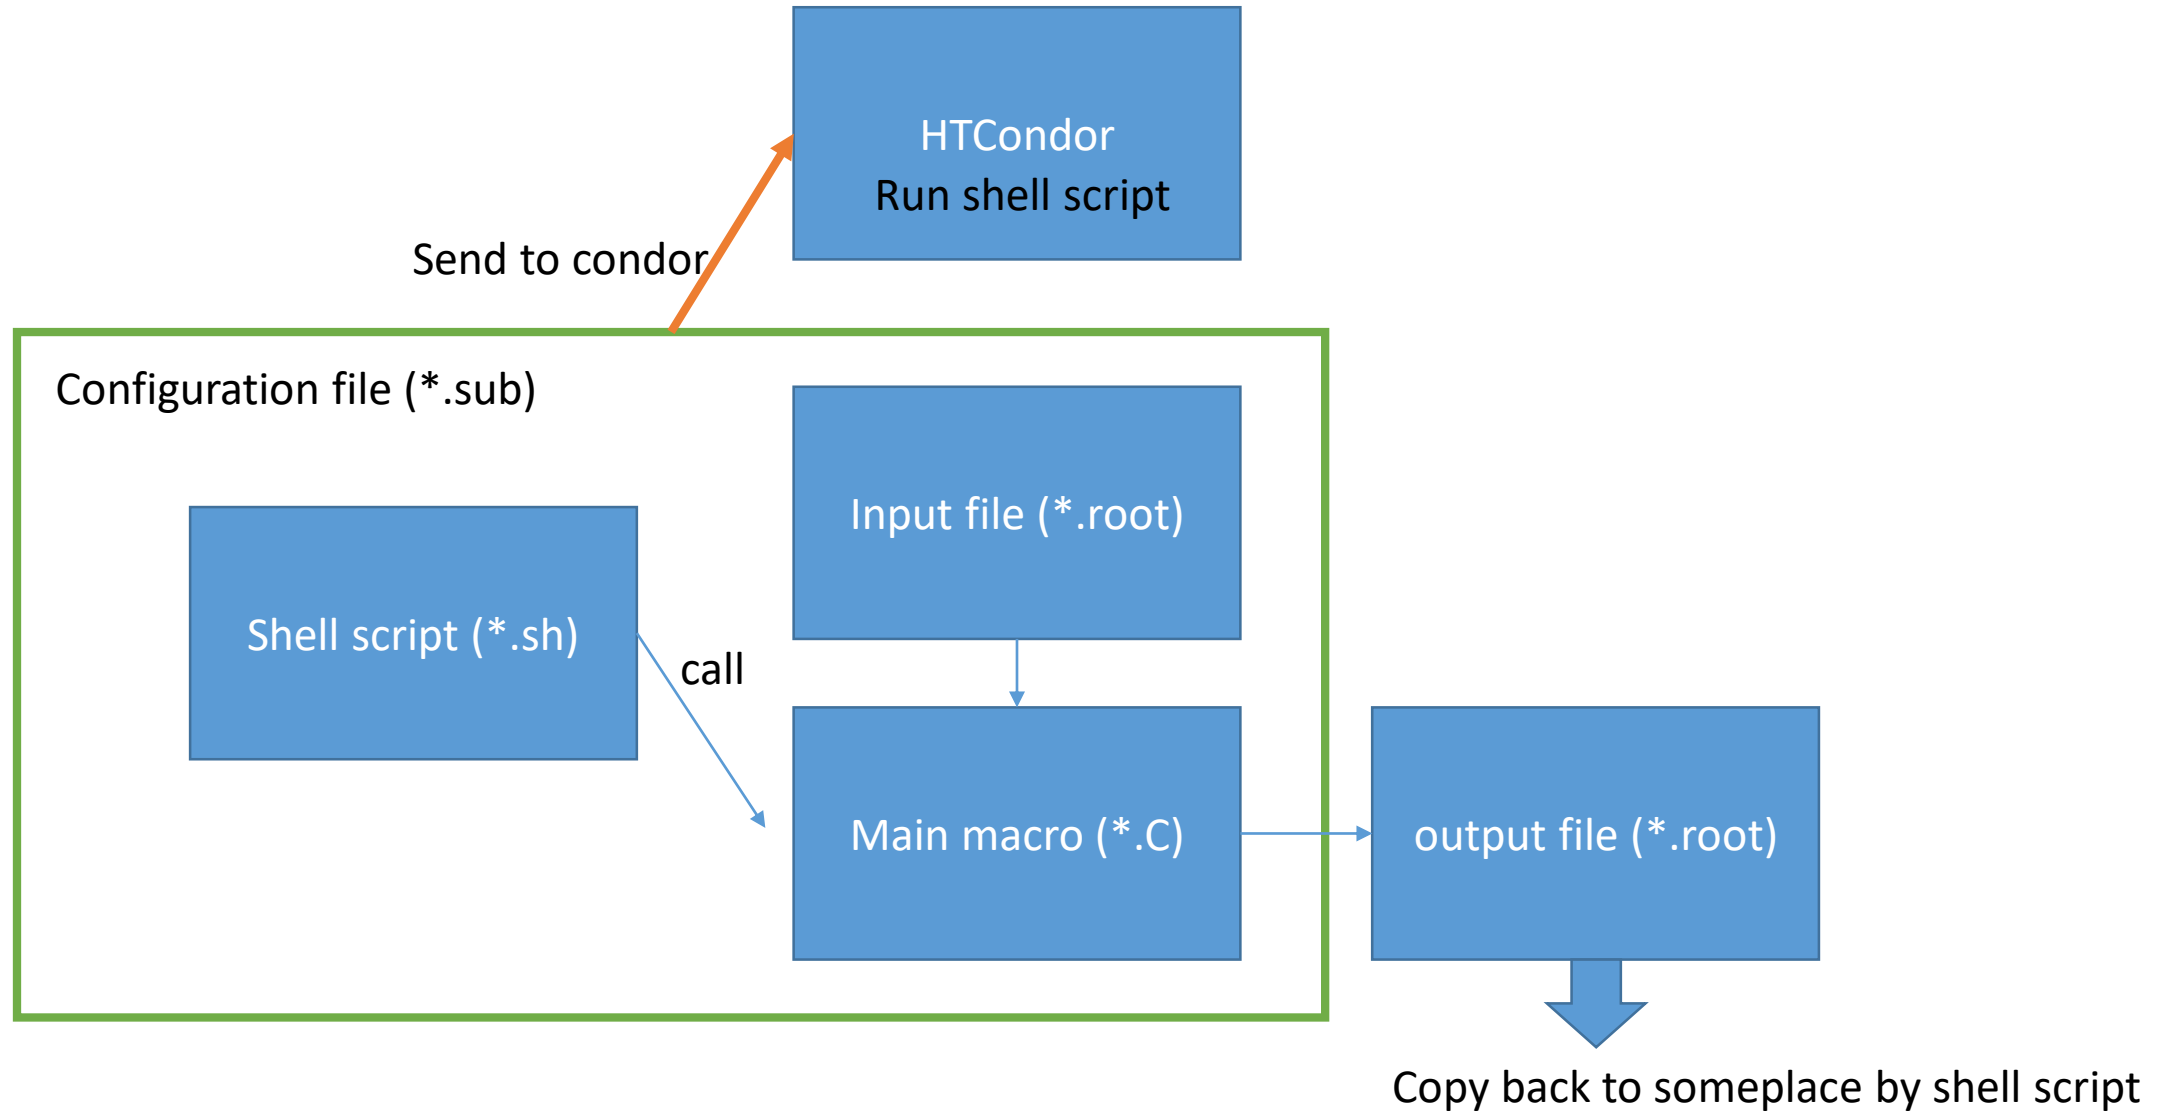 HTCondor
Run shell script
Send to condor
Configuration file (*.sub)
Input file (*.root)
Shell script (*.sh)
call
Main macro (*.C)
output file (*.root)
Copy back to someplace by shell script